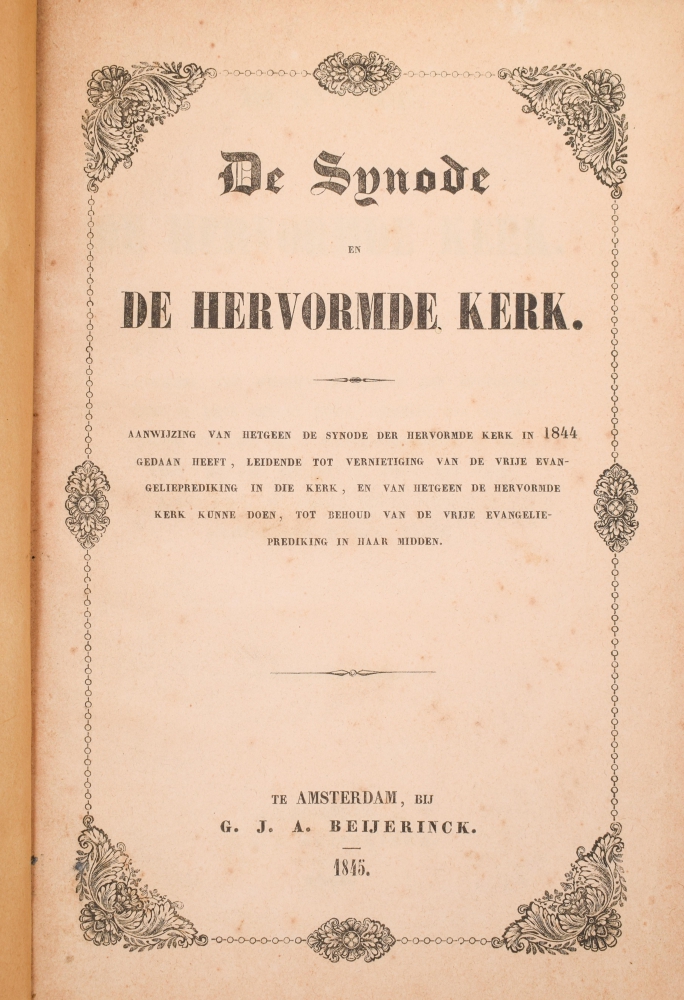 De Synode
EN
DE HERVORMDE KERK.
AANWIJZING VAN HETGEEN DE SYNODE DER HERVORMDE KERK IN 1844
GEDAAN HEEFT, LEIDENDE TOT VERNIETIGING VAN DE VRIJE EVAN-
GELIEPREDIKING IN DIE KERK, EN VAN HETGEEN DE HERVORMDE
KERK KUNNE DOEN, TOT BEHOUD VAN DE VRIJE EVANGELIE-
PREDIKING IN HAAR MIDDEN.
TE AMSTERDAM, BIJ
G. J. A. BEIJERINCK.
1845.